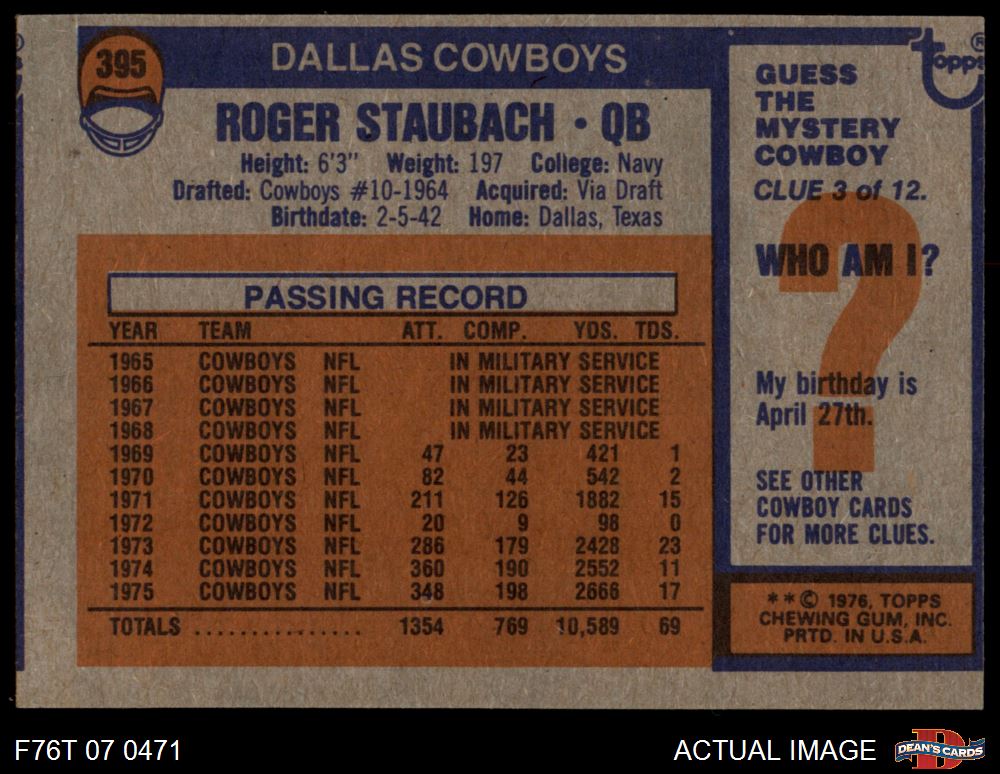 395
DALLAS COWBOYS
ROGER STAUBACH • QB
Height: 6'3" Weight: 197 College: Navy
Drafted: Cowboys #10-1964 Acquired: Via Draft
Birthdate: 2-5-42 Home: Dallas, Texas
PASSING RECORD
YEAR TEAM ATT. COMP. YDS. TDS.
1965 COWBOYS NFL IN MILITARY SERVICE
1966 COWBOYS NFL IN MILITARY SERVICE
1967 COWBOYS NFL IN MILITARY SERVICE
1968 COWBOYS NFL IN MILITARY SERVICE
1969 COWBOYS NFL 47 23 421 1
1970 COWBOYS NFL 82 44 542 2
1971 COWBOYS NFL 211 126 1882 15
1972 COWBOYS NFL 20 9 98 0
1973 COWBOYS NFL 286 179 2428 23
1974 COWBOYS NFL 360 190 2552 11
1975 COWBOYS NFL 348 198 2666 17
TOTALS ................ 1354 769 10,589 69
topps ®
GUESS
THE
MYSTERY
COWBOY
CLUE 3 of 12.
WHO AM I?
?
My birthday is
April 27th.
SEE OTHER
COWBOY CARDS
FOR MORE CLUES.
**© 1976, TOPPS
CHEWING GUM, INC.
PRTD. IN U.S.A.
F76T 07 0471
ACTUAL IMAGE
D
DEAN'S CARDS